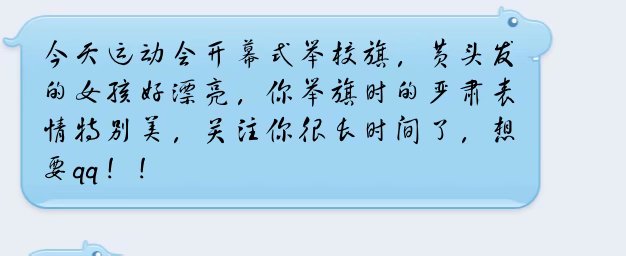 今天运动会开幕式举校旗，黄头发
的女孩好漂亮，你举旗时的严肃表
情特别美，关注你很长时间了，想
要qq！！